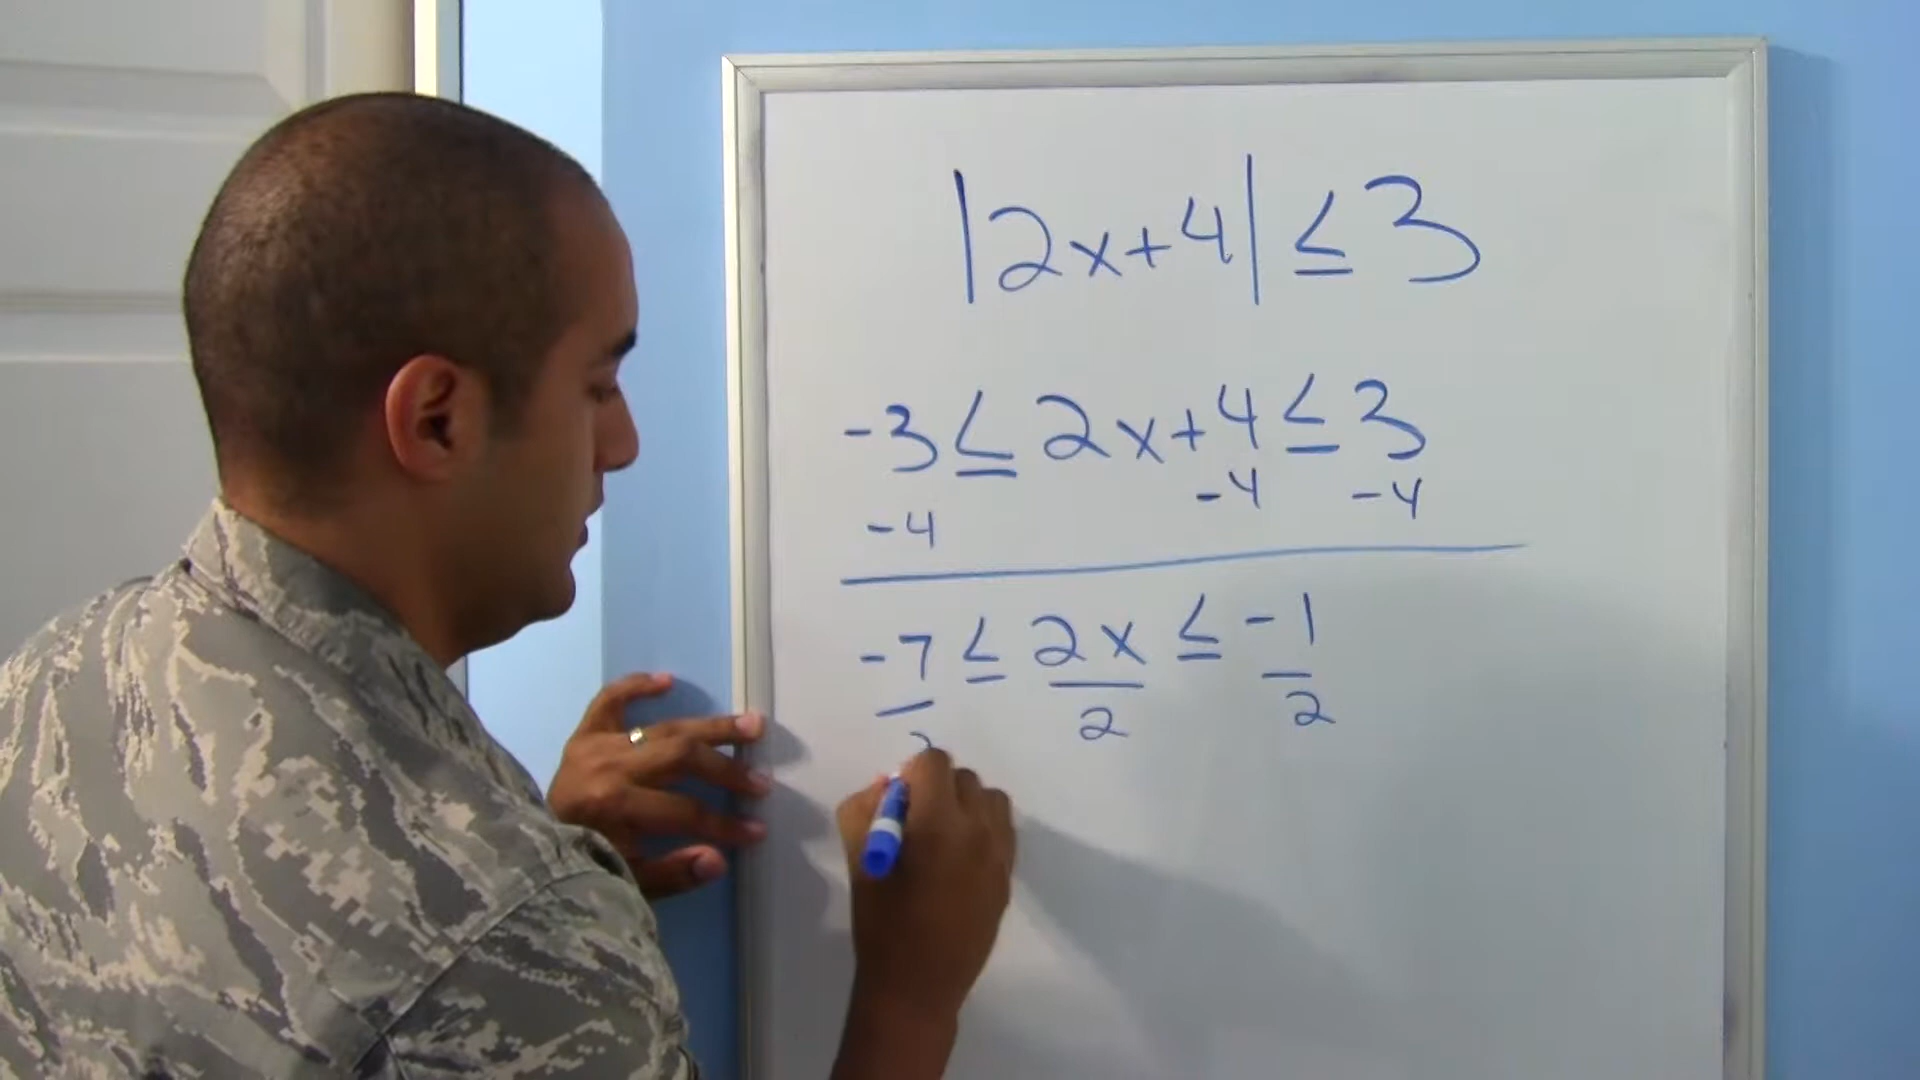 |2x+4| ≤ 3
-3 ≤ 2x+4 ≤ 3
-4 -4 -4
-7 ≤ 2x ≤ -1
2 2 2